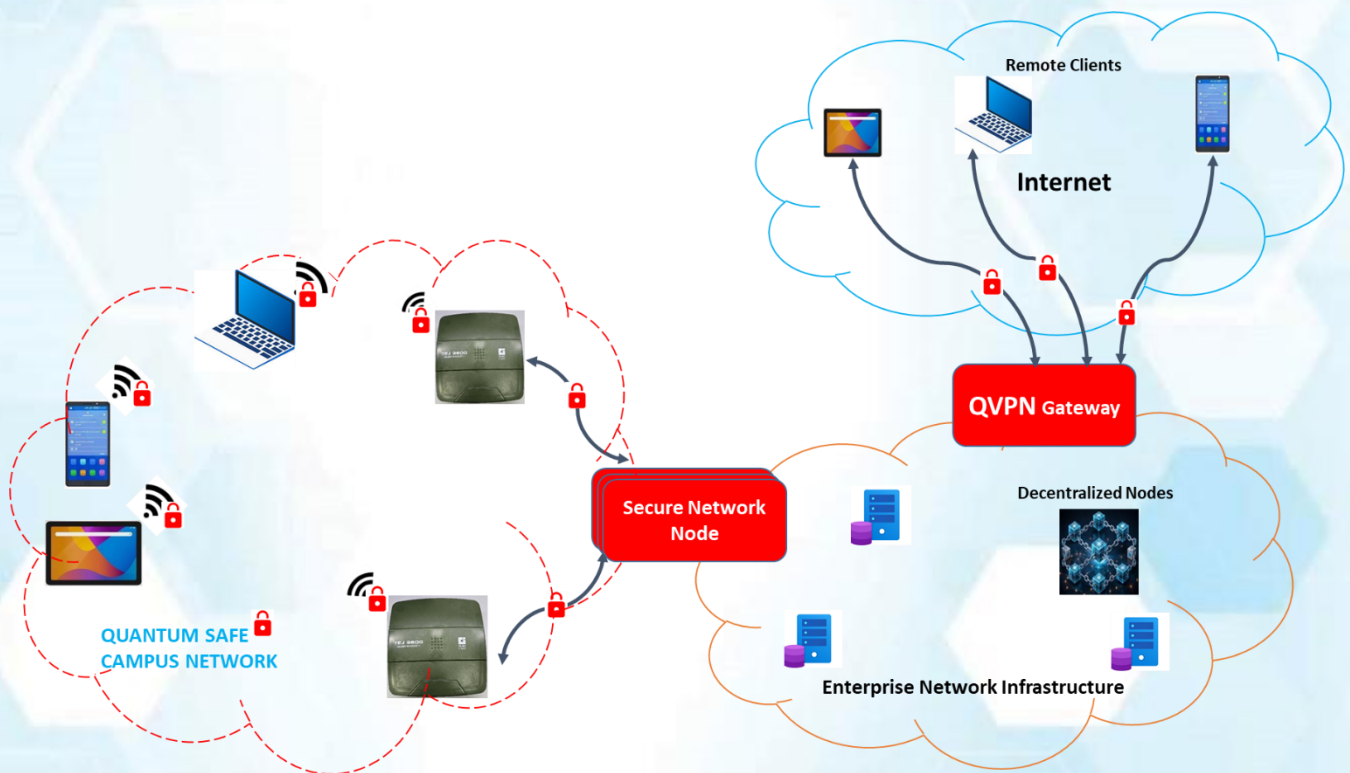 Remote Clients
Internet
QVPN Gateway
Secure Network
Node
Decentralized Nodes
QUANTUM SAFE
CAMPUS NETWORK
Enterprise Network Infrastructure